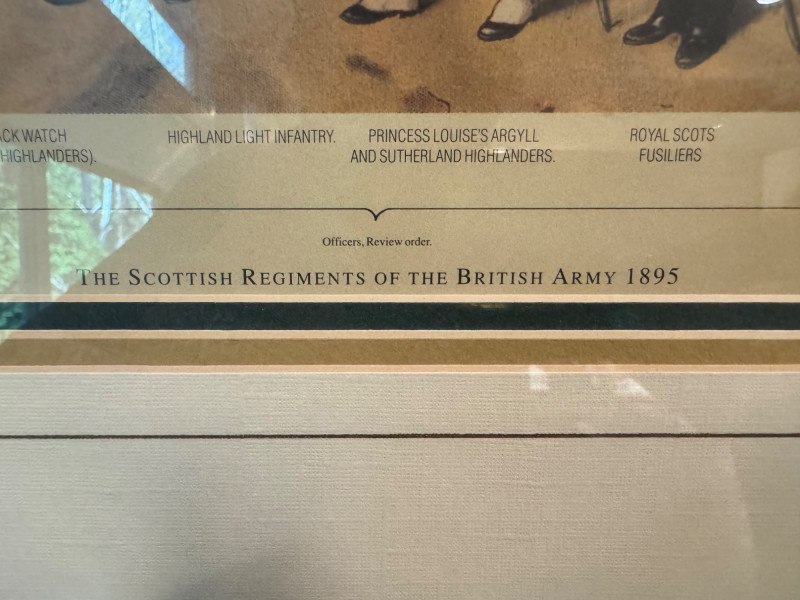 ACK WATCH
HIGHLANDERS).
HIGHLAND LIGHT INFANTRY.
PRINCESS LOUISE'S ARGYLL
AND SUTHERLAND HIGHLANDERS.
ROYAL SCOTS
FUSILIERS
Officers, Review order.
THE SCOTTISH REGIMENTS OF THE BRITISH ARMY 1895